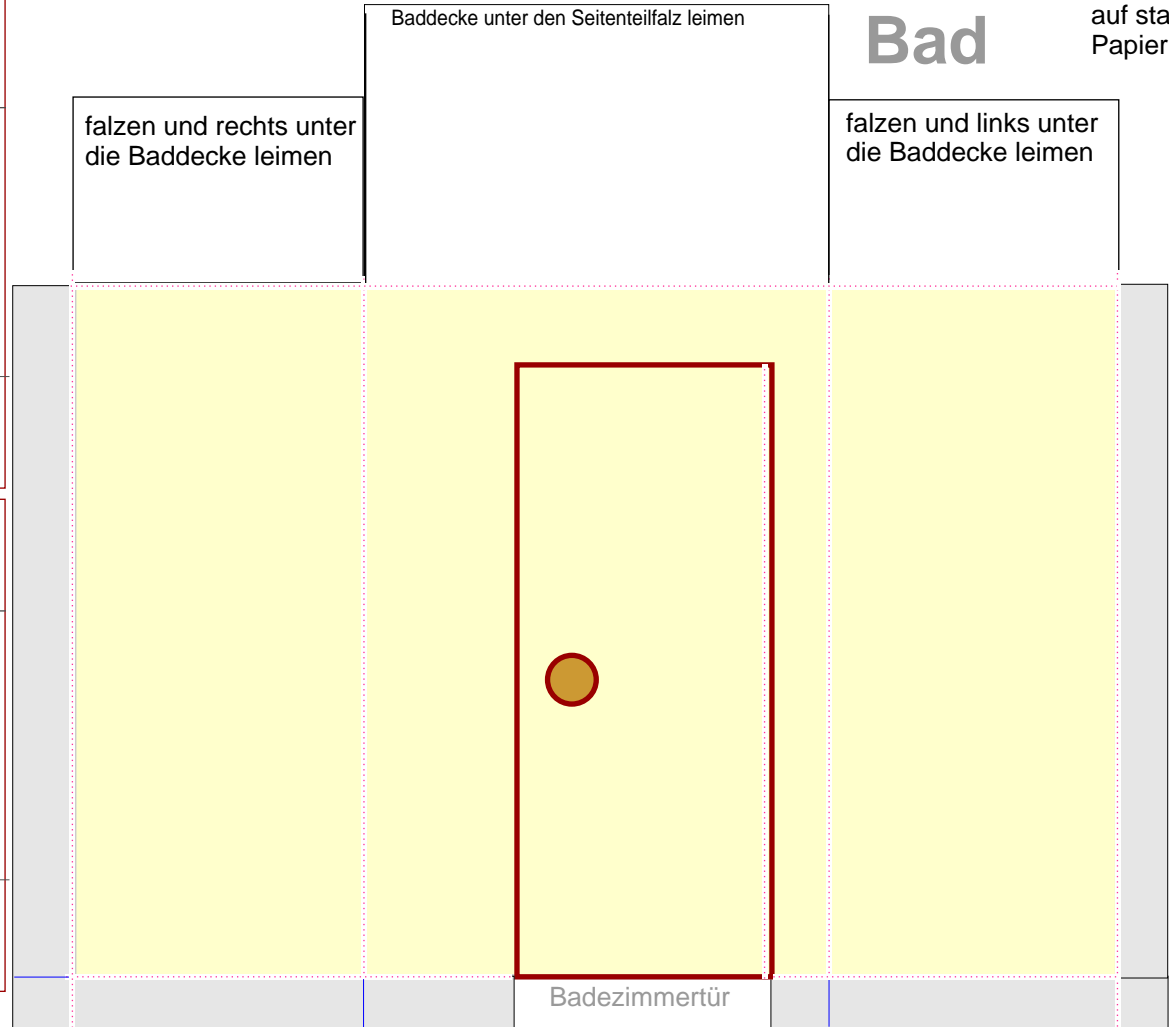 Baddecke unter den Seitenteilfalz leimen
Bad
auf
Papier
falzen und rechts unter
die Baddecke leimen
falzen und links unter
die Baddecke leimen
Badezimmertür